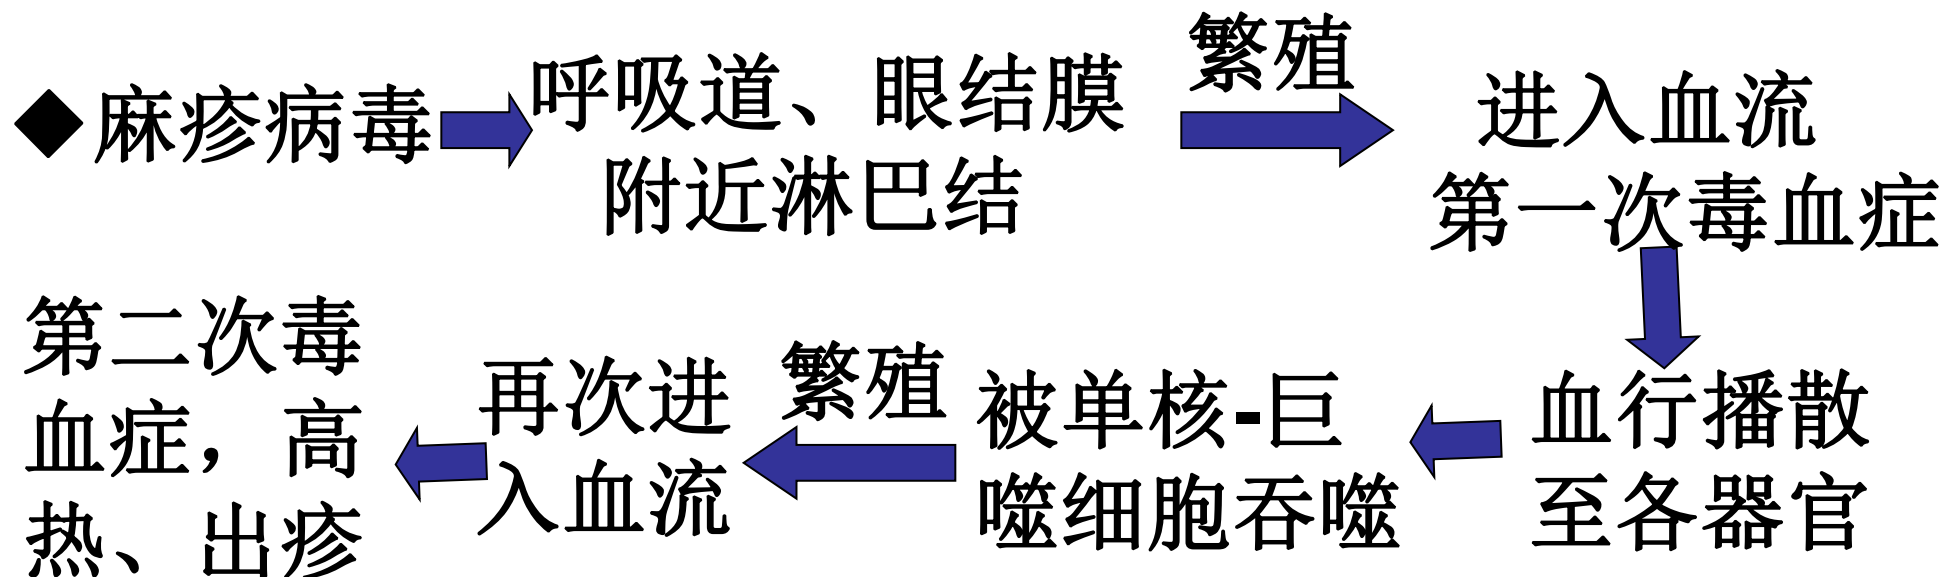 ◆麻疹病毒
呼吸道、眼结膜
附近淋巴结
繁殖
进入血流
第一次毒血症
血行播散
至各器官
被单核-巨
噬细胞吞噬
繁殖
再次进
入血流
第二次毒
血症，高
热、出疹